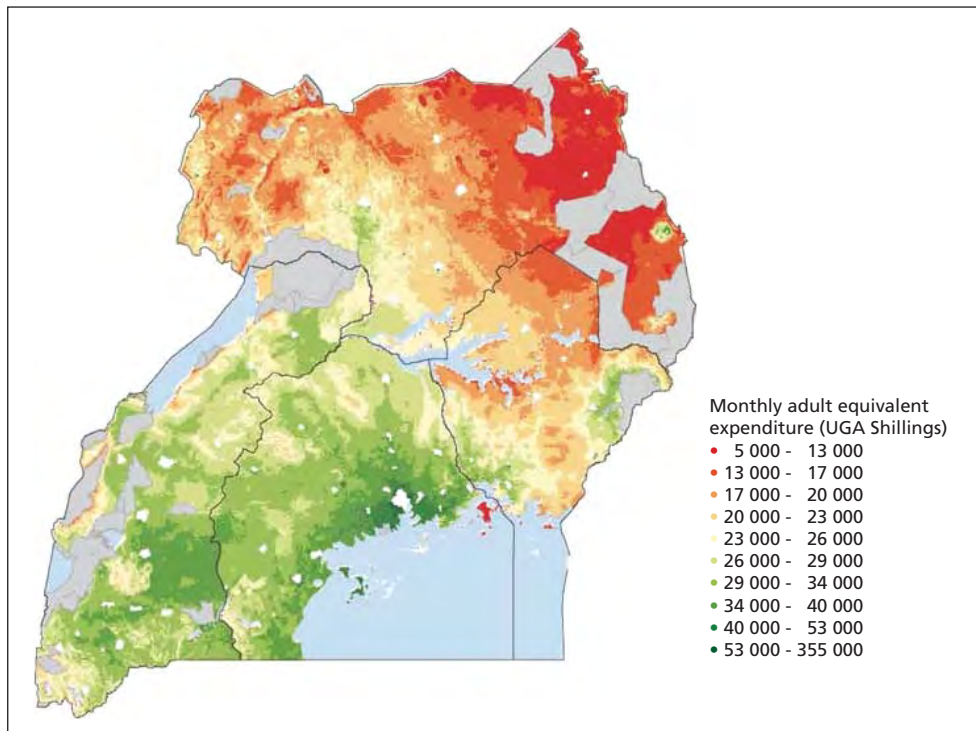 Monthly adult equivalent
expenditure (UGA Shillings)
5 000 - 13 000
13 000 - 17 000
17 000 - 20 000
20 000 - 23 000
23 000 - 26 000
26 000 - 29 000
29 000 - 34 000
34 000 - 40 000
40 000 - 53 000
53 000 - 355 000